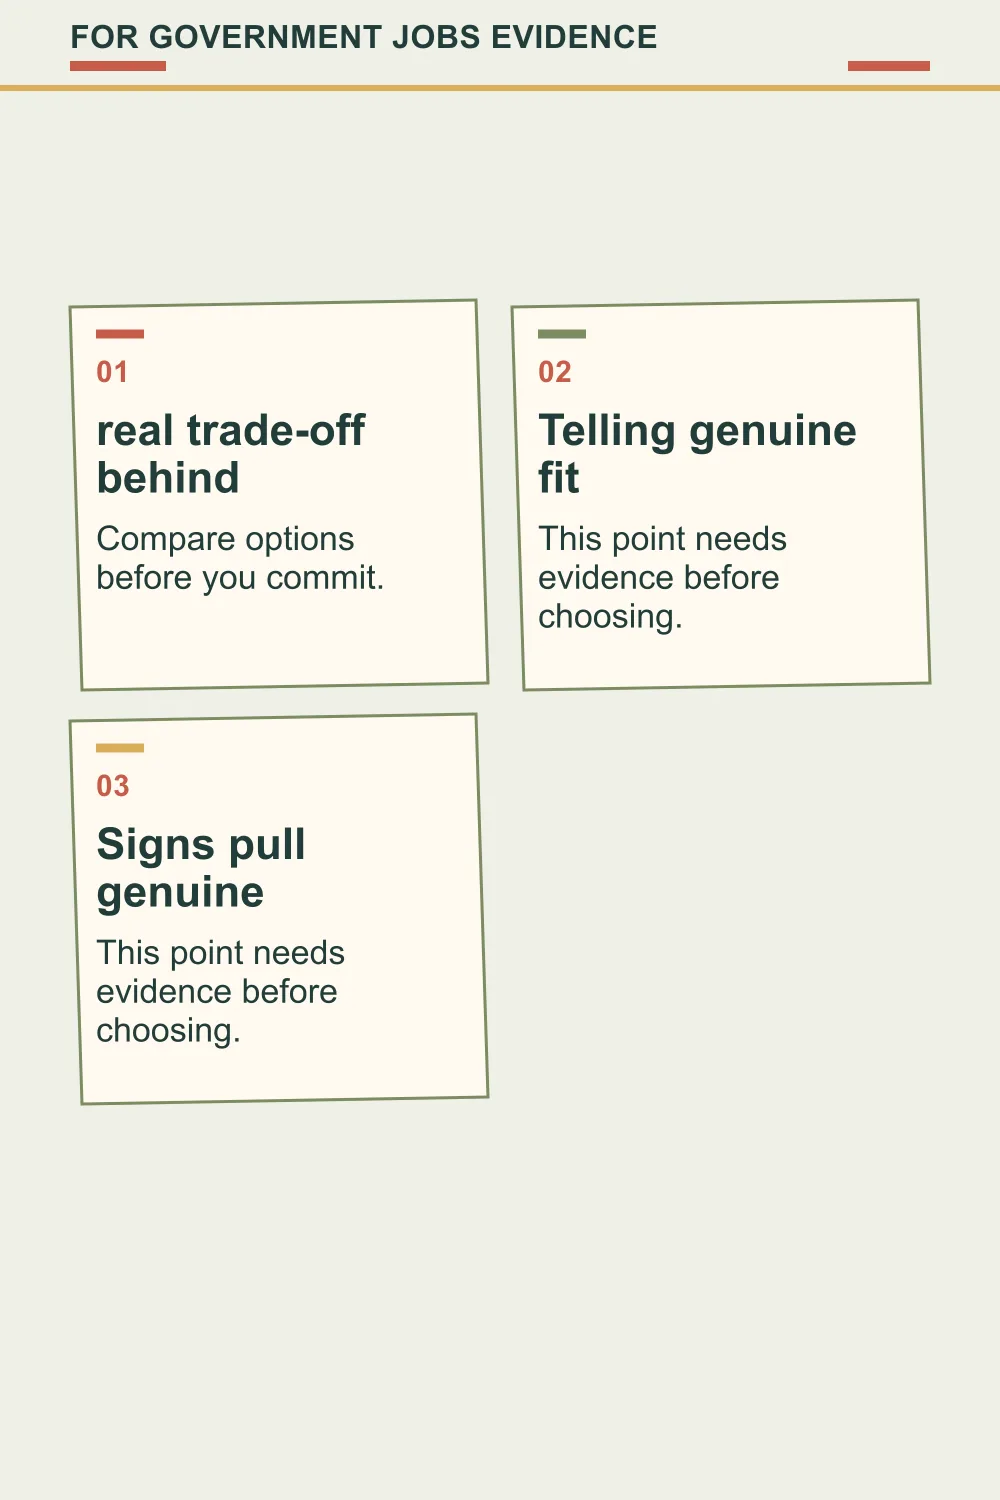 FOR GOVERNMENT JOBS EVIDENCE
01
real trade-off
behind
Compare options
before you commit.
02
Telling genuine
fit
This point needs
evidence before
choosing.
03
Signs pull
genuine
This point needs
evidence before
choosing.